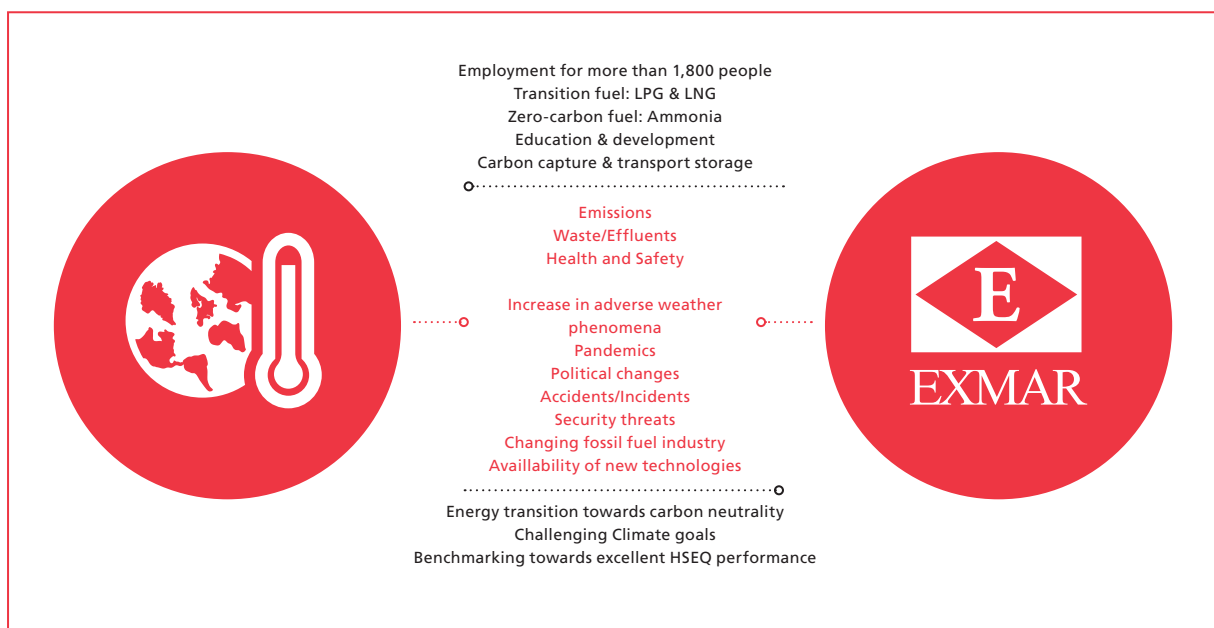 Employment for more than 1,800 people
Transition fuel: LPG & LNG
Zero-carbon fuel: Ammonia
Education & development
Carbon capture & transport storage
Emissions
Waste/Effluents
Health and Safety
Increase in adverse weather
phenomena
Pandemics
Political changes
Accidents/Incidents
Security threats
Changing fossil fuel industry
Availlability of new technologies
Energy transition towards carbon neutrality
Challenging Climate goals
Benchmarking towards excellent HSEQ performance
E
EXMAR